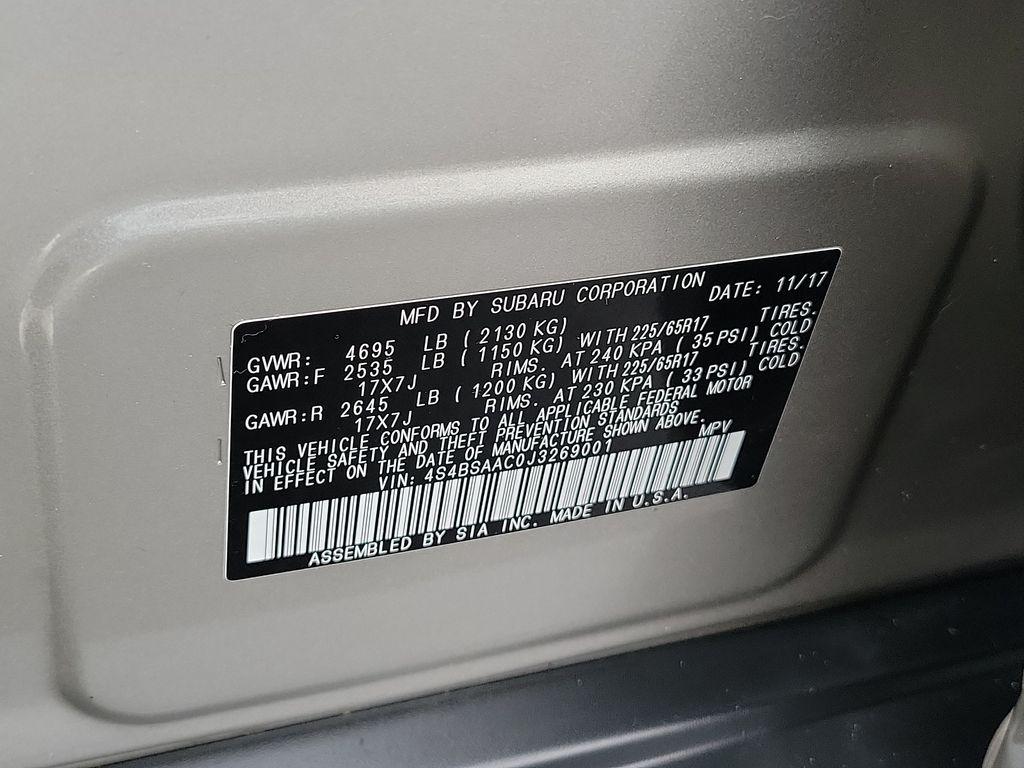 MFD BY SUBARU CORPORATION DATE: 11/17
GVWR: 4695 LB (2130 KG)
GAWR:F 2535 LB (1150 KG) WITH 225/65R17 TIRES.
17X7J RIMS. AT 240 KPA (35 PSI) COLD
GAWR:R 2645 LB (1200 KG) WITH 225/65R17 TIRES.
17X7J RIMS. AT 230 KPA (33 PSI) COLD
THIS VEHICLE CONFORMS TO ALL APPLICABLE FEDERAL MOTOR
VEHICLE SAFETY AND THEFT PREVENTION STANDARDS
IN EFFECT ON THE DATE OF MANUFACTURE SHOWN ABOVE.
VIN: 4S4BSAAC0J3269001 MPV
ASSEMBLED BY SIA INC. MADE IN U.S.A.